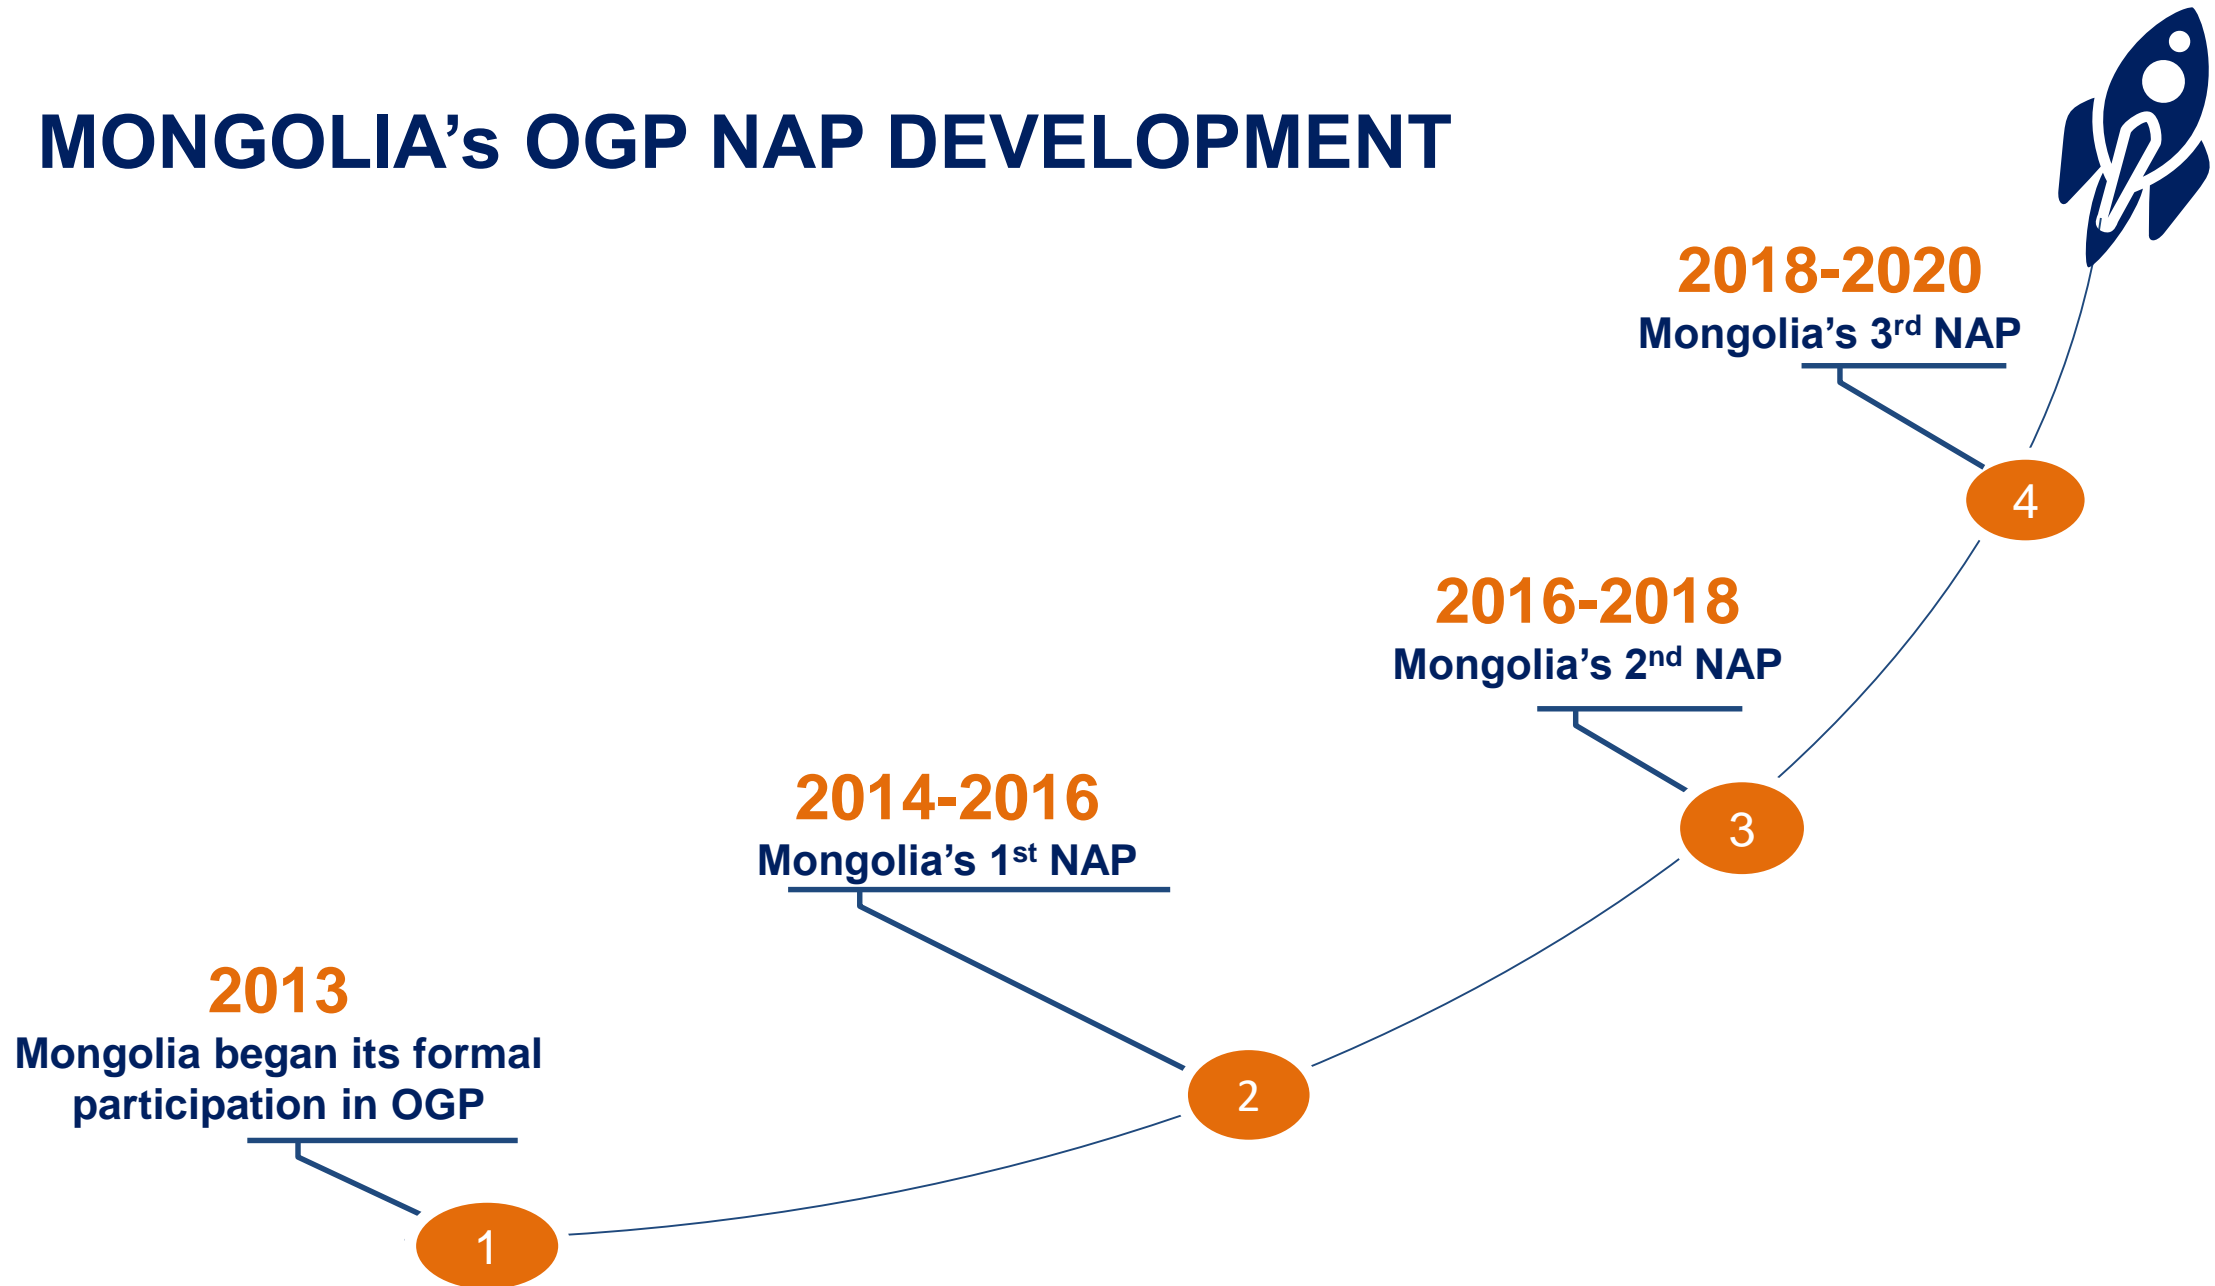 MONGOLIA's OGP NAP DEVELOPMENT
2018-2020
Mongolia’s 3rd NAP
4
2016-2018
Mongolia’s 2nd NAP
3
2014-2016
Mongolia’s 1st NAP
2
2013
Mongolia began its formal
participation in OGP
1